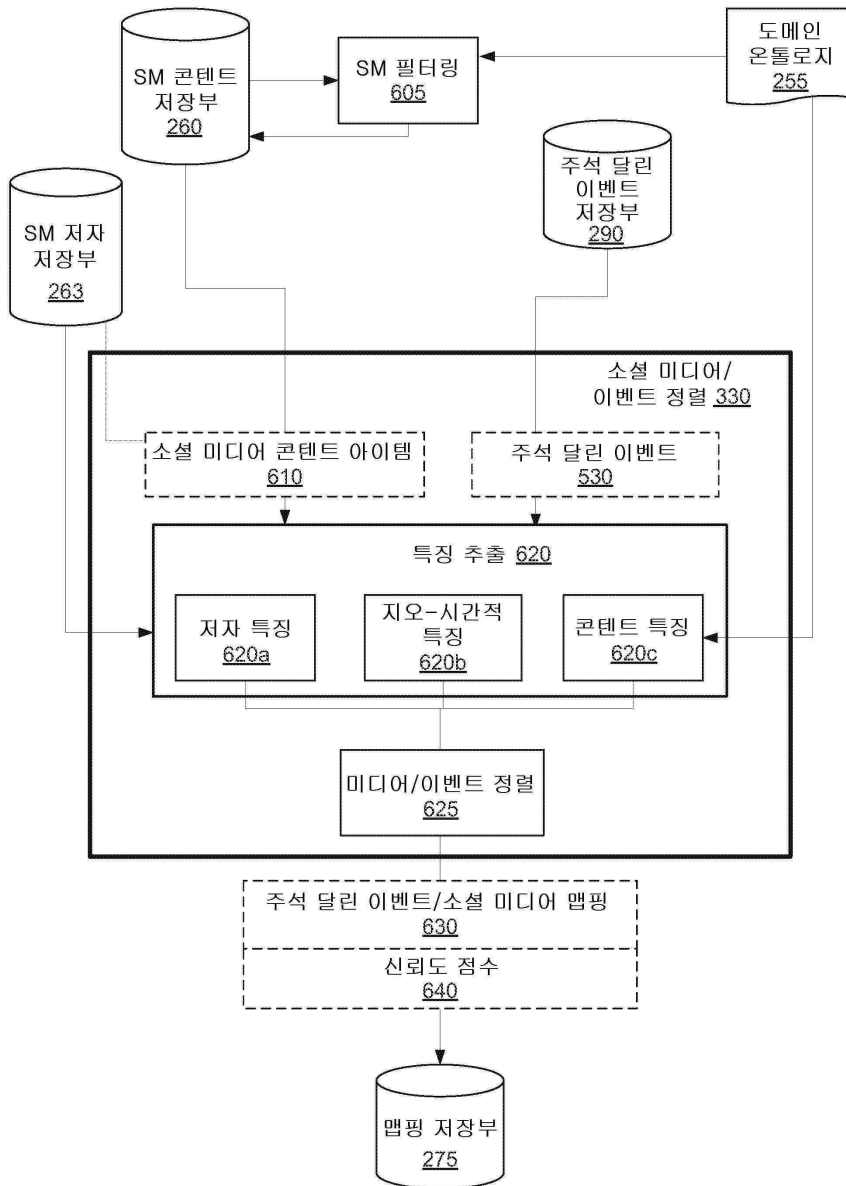 SM 콘텐트
저장부
260
SM 필터링
605
도메인
온톨로지
255
주석 달린
이벤트
저장부
290
SM 저자
저장부
263
소셜 미디어/
이벤트 정렬 330
소셜 미디어 콘텐트 아이템
610
주석 달린 이벤트
530
특징 추출 620
저자 특징
620a
지오-시간적
특징
620b
콘텐트 특징
620c
미디어/이벤트 정렬
625
주석 달린 이벤트/소셜 미디어 맵핑
630
신뢰도 점수
640
맵핑 저장부
275